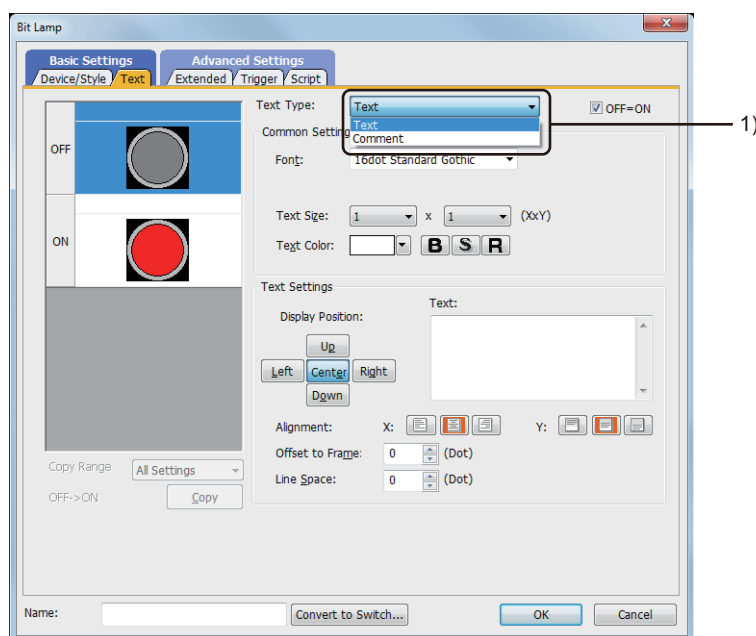 Bit Lamp
Basic Settings Advanced Settings
Device/Style Text Extended Trigger Script
Text Type: Text OFF=ON
Text
Comment
1)
OFF
ON
Common Setting
Font: 16dot Standard Gothic
Text Size: 1 x 1 (XxY)
Text Color: B S R
Text Settings
Display Position: Text:
Up
Left Center Right
Down
Alignment: X: Y:
Offset to Frame: 0 (Dot)
Line Space: 0 (Dot)
Copy Range All Settings
OFF->ON Copy
Name: Convert to Switch... OK Cancel